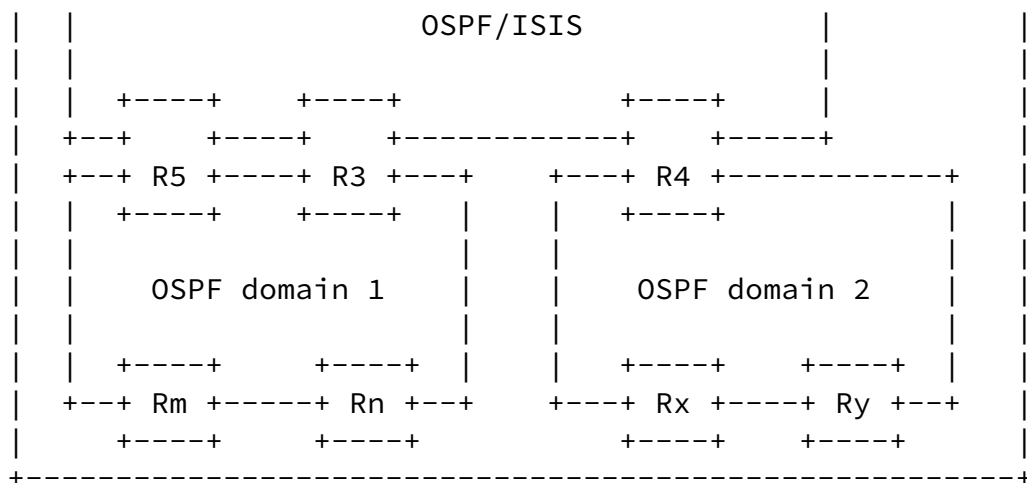 OSPF/ISIS
R5 R3 R4
OSPF domain 1 OSPF domain 2
Rm Rn Rx Ry